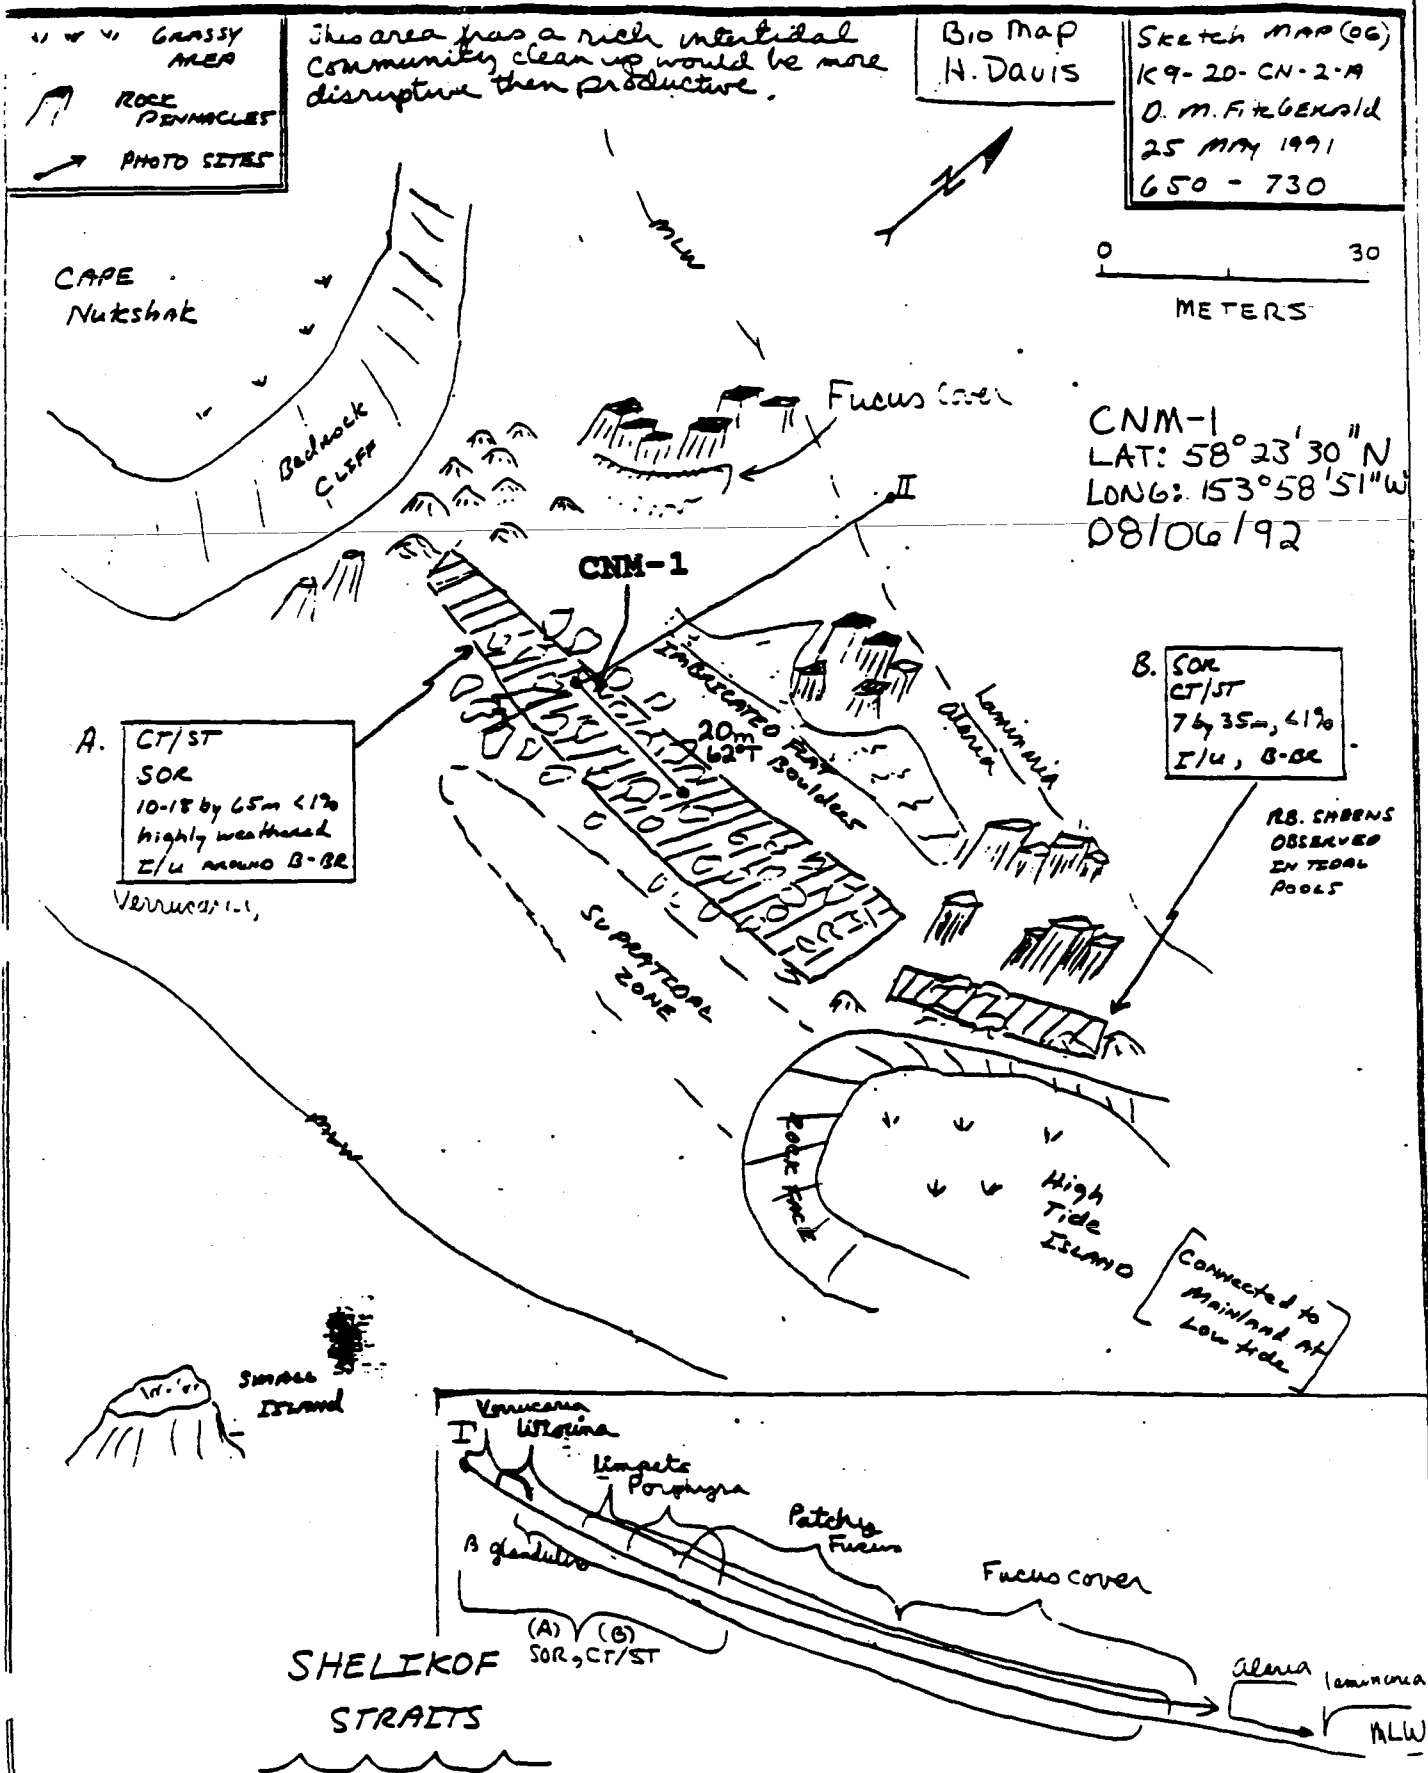 GRASSY
AREA
ROCK
PINNACLES
PHOTO SITES
This area has a rich intertidal
community clean up would be more
disruptive then productive.
Bio Map
H. Davis
Sketch MAP (OG)
K9-20-CN-2-A
D. M. FitzGERALD
25 MAY 1991
650 - 730
N
0 30
METERS
MLW
CAPE
Nukshak
Bedrock
CLIFF
Fucus Cover
CNM-1
LAT: 58°23'30"N
LONG: 153°58'51"W
08/06/92
II
CNM-1
IMBRICATED FLAT
Boulders
20m
62°T
Laminaria
Alaria
A.
CT/ST
SOR
10-18 by 65m <1%
highly weathered
I/U AROUND B-BR
Verrucaria
B.
SOR
CT/ST
7 by 35m, <1%
I/U, B-BR
RB. SHEENS
OBSERVED
IN TIDAL
POOLS
SUPRATIDAL
ZONE
MLW
ROCK FACE
High
Tide
ISLAND
Connected to
Mainland At
Low tide
SMALL
ISLAND
I
Verrucaria
littorina
limpets
Porphyra
Patchy
Fucus
B glandula
Fucus cover
(A) (B)
SOR, CT/ST
Alaria
laminaria
MLW
SHELIKOF
STRAITS